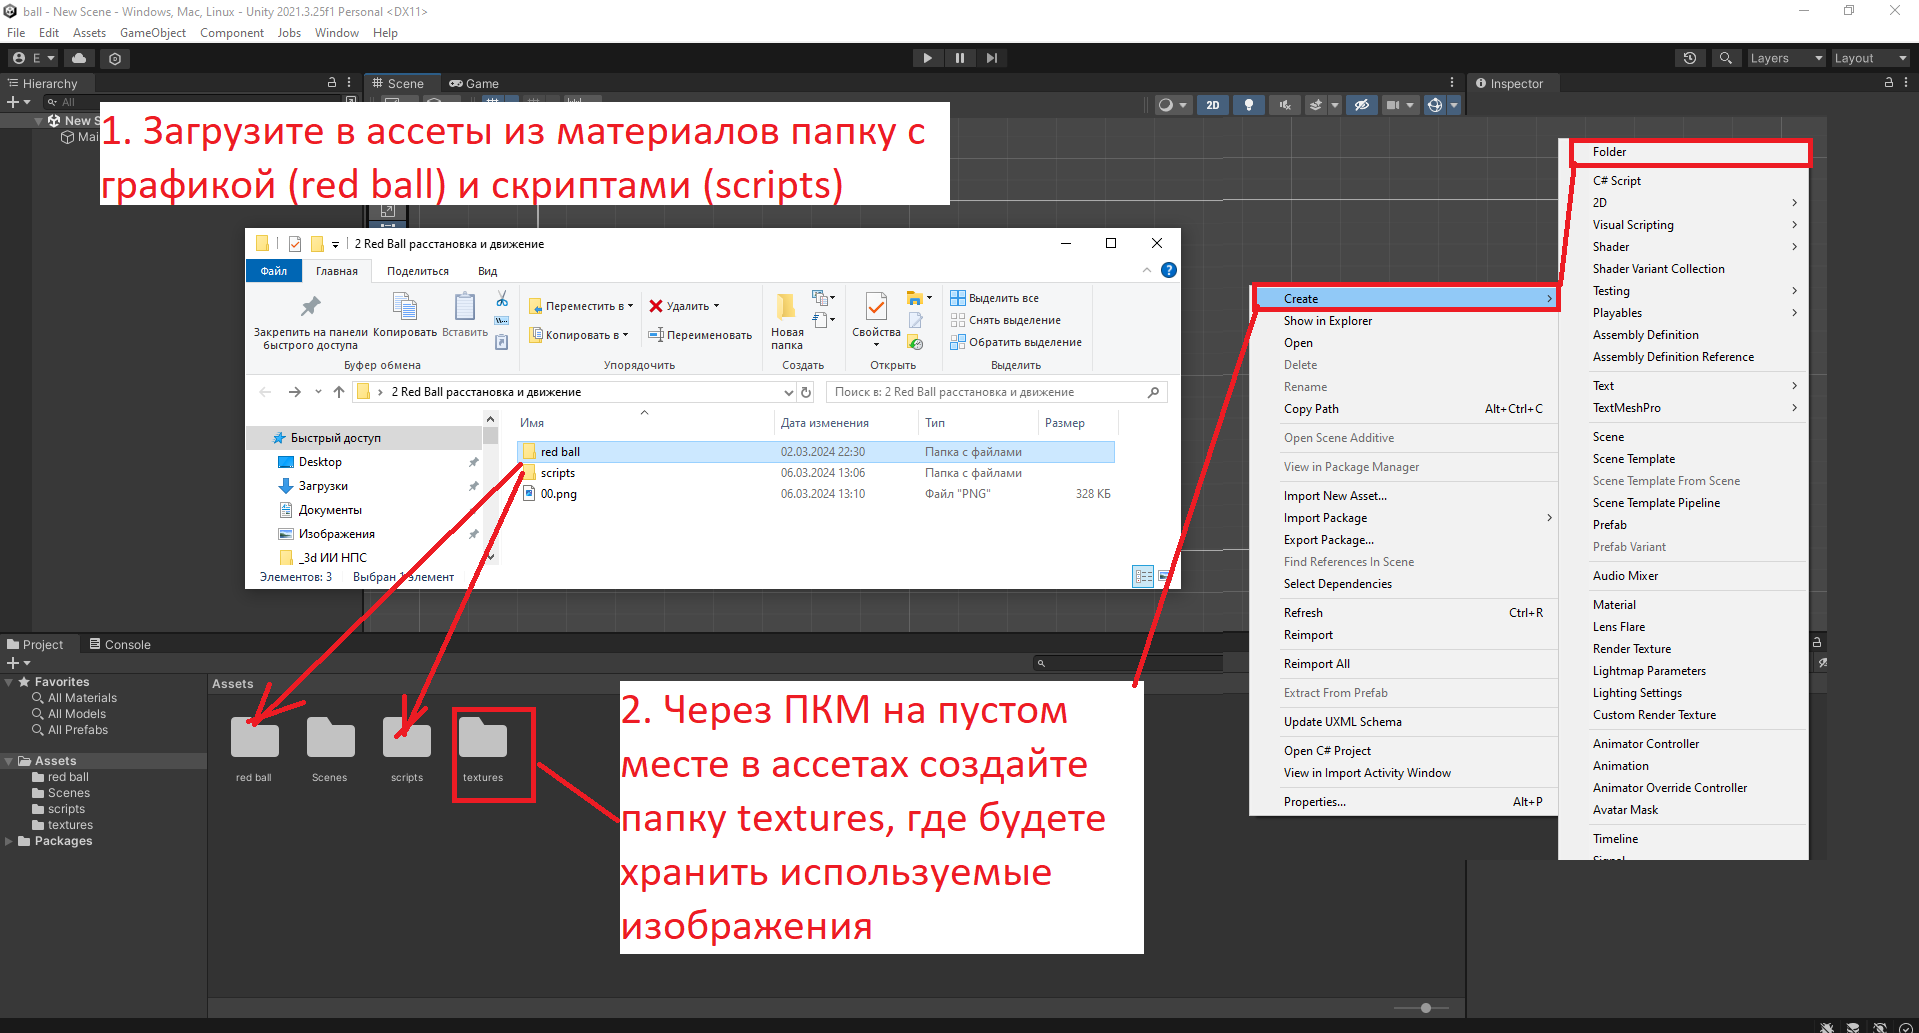 ball - New Scene - Windows, Mac, Linux - Unity 2021.3.25f1 Personal <DX11>
File Edit Assets GameObject Component Jobs Window Help
E
Layers
Layout
Hierarchy
Scene
Game
Inspector
All
2D
New S
Mai
1. Загрузите в ассеты из материалов папку с
графикой (red ball) и скриптами (scripts)
2 Red Ball расстановка и движение
Файл Главная Поделиться Вид
Закрепить на панели
быстрого доступа
Копировать
Вставить
Буфер обмена
Переместить в
Копировать в
Удалить
Переименовать
Упорядочить
Новая
папка
Создать
Свойства
Открыть
Выделить все
Снять выделение
Обратить выделение
Выделить
2 Red Ball расстановка и движение
Поиск в: 2 Red Ball расстановка и движение
Имя Дата изменения Тип Размер
Быстрый доступ
Desktop
Загрузки
Документы
Изображения
_3d ИИ НПС
red ball 02.03.2024 22:30 Папка с файлами
scripts 06.03.2024 13:06 Папка с файлами
00.png 06.03.2024 13:10 Файл "PNG" 328 КБ
Элементов: 3 Выбран 1 элемент
Create
Show in Explorer
Open
Delete
Rename
Copy Path Alt+Ctrl+C
Open Scene Additive
View in Package Manager
Import New Asset...
Import Package
Export Package...
Find References In Scene
Select Dependencies
Refresh Ctrl+R
Reimport
Reimport All
Extract From Prefab
Update UXML Schema
Open C# Project
View in Import Activity Window
Properties... Alt+P
Folder
C# Script
2D
Visual Scripting
Shader
Shader Variant Collection
Testing
Playables
Assembly Definition
Assembly Definition Reference
Text
TextMeshPro
Scene
Scene Template
Scene Template From Scene
Scene Template Pipeline
Prefab
Prefab Variant
Audio Mixer
Material
Lens Flare
Render Texture
Lightmap Parameters
Lighting Settings
Custom Render Texture
Animator Controller
Animation
Animator Override Controller
Avatar Mask
Timeline
Project
Console
Favorites
All Materials
All Models
All Prefabs
Assets
red ball
Scenes
scripts
textures
Packages
Assets
red ball Scenes scripts textures
2. Через ПКМ на пустом
месте в ассетах создайте
папку textures, где будете
хранить используемые
изображения